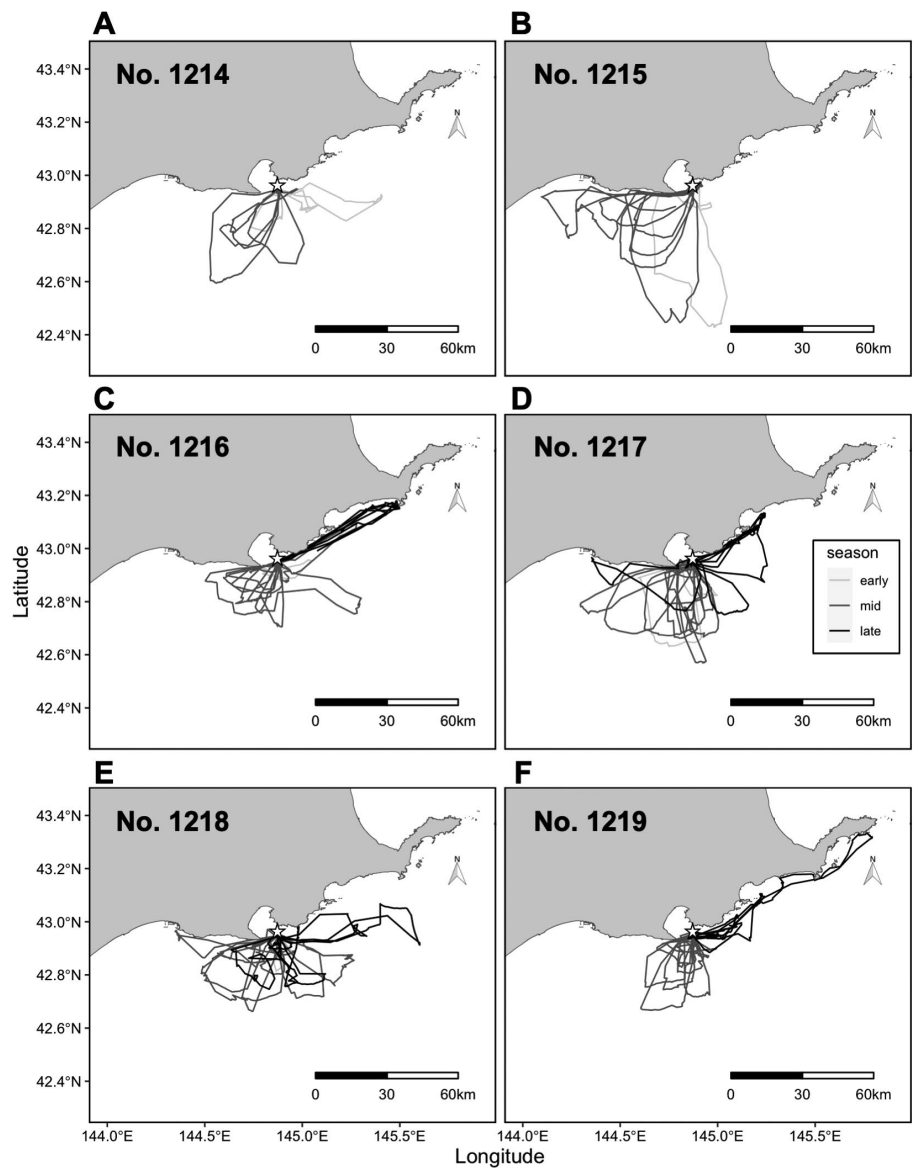 A
B
No. 1214
No. 1215
43.4°N
43.2°N
43.0°N
42.8°N
42.6°N
42.4°N
N
N
0 30 60km
0 30 60km
C
D
No. 1216
No. 1217
43.4°N
43.2°N
43.0°N
42.8°N
42.6°N
42.4°N
N
N
season
early
mid
late
0 30 60km
0 30 60km
Latitude
E
F
No. 1218
No. 1219
43.4°N
43.2°N
43.0°N
42.8°N
42.6°N
42.4°N
N
N
0 30 60km
0 30 60km
144.0°E 144.5°E 145.0°E 145.5°E
144.0°E 144.5°E 145.0°E 145.5°E
Longitude